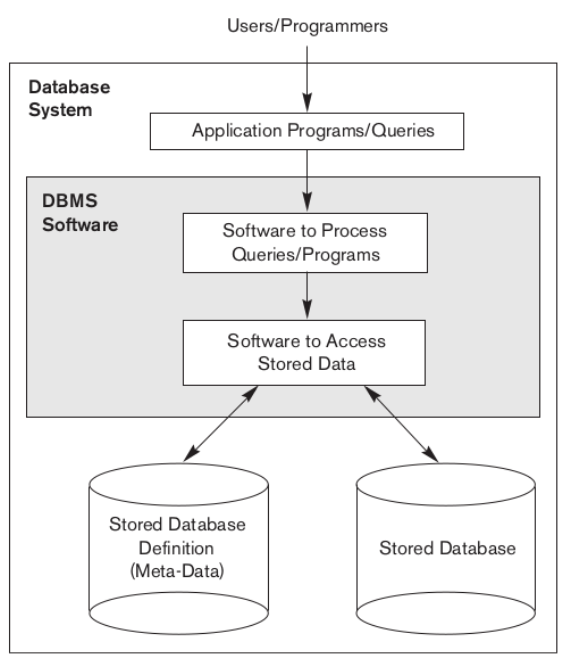 Users/Programmers
Database
System
Application Programs/Queries
DBMS
Software
Software to Process
Queries/Programs
Software to Access
Stored Data
Stored Database
Definition
(Meta-Data)
Stored Database